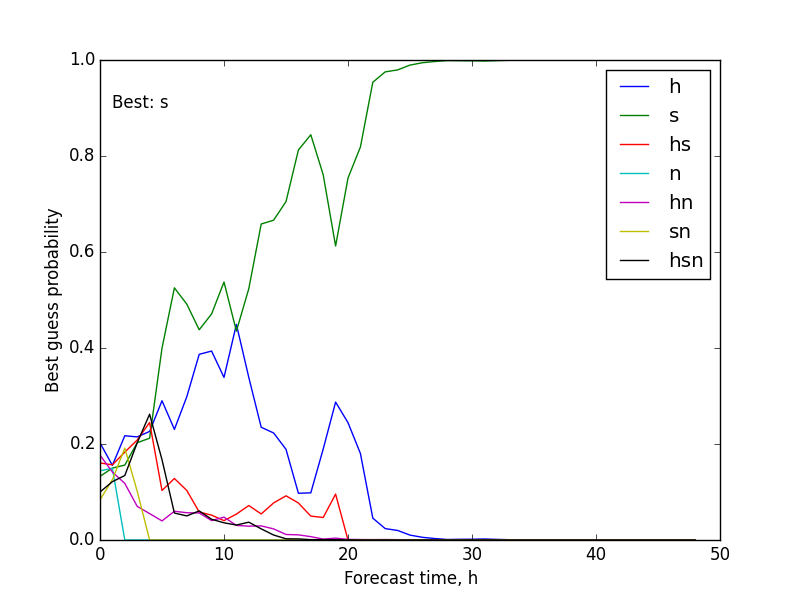 1.0
0.8
0.6
0.4
0.2
0.0
Best guess probability
Best: s
h
s
hs
n
hn
sn
hsn
0 10 20 30 40 50
Forecast time, h